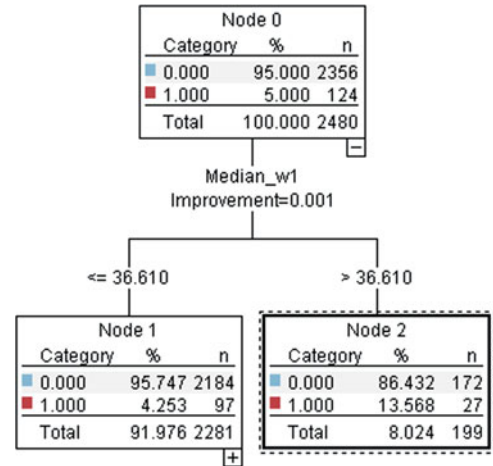 Node 0
Category % n
0.000 95.000 2356
1.000 5.000 124
Total 100.000 2480
Median_w1
Improvement=0.001
<= 36.610
> 36.610
Node 1
Category % n
0.000 95.747 2184
1.000 4.253 97
Total 91.976 2281
Node 2
Category % n
0.000 86.432 172
1.000 13.568 27
Total 8.024 199